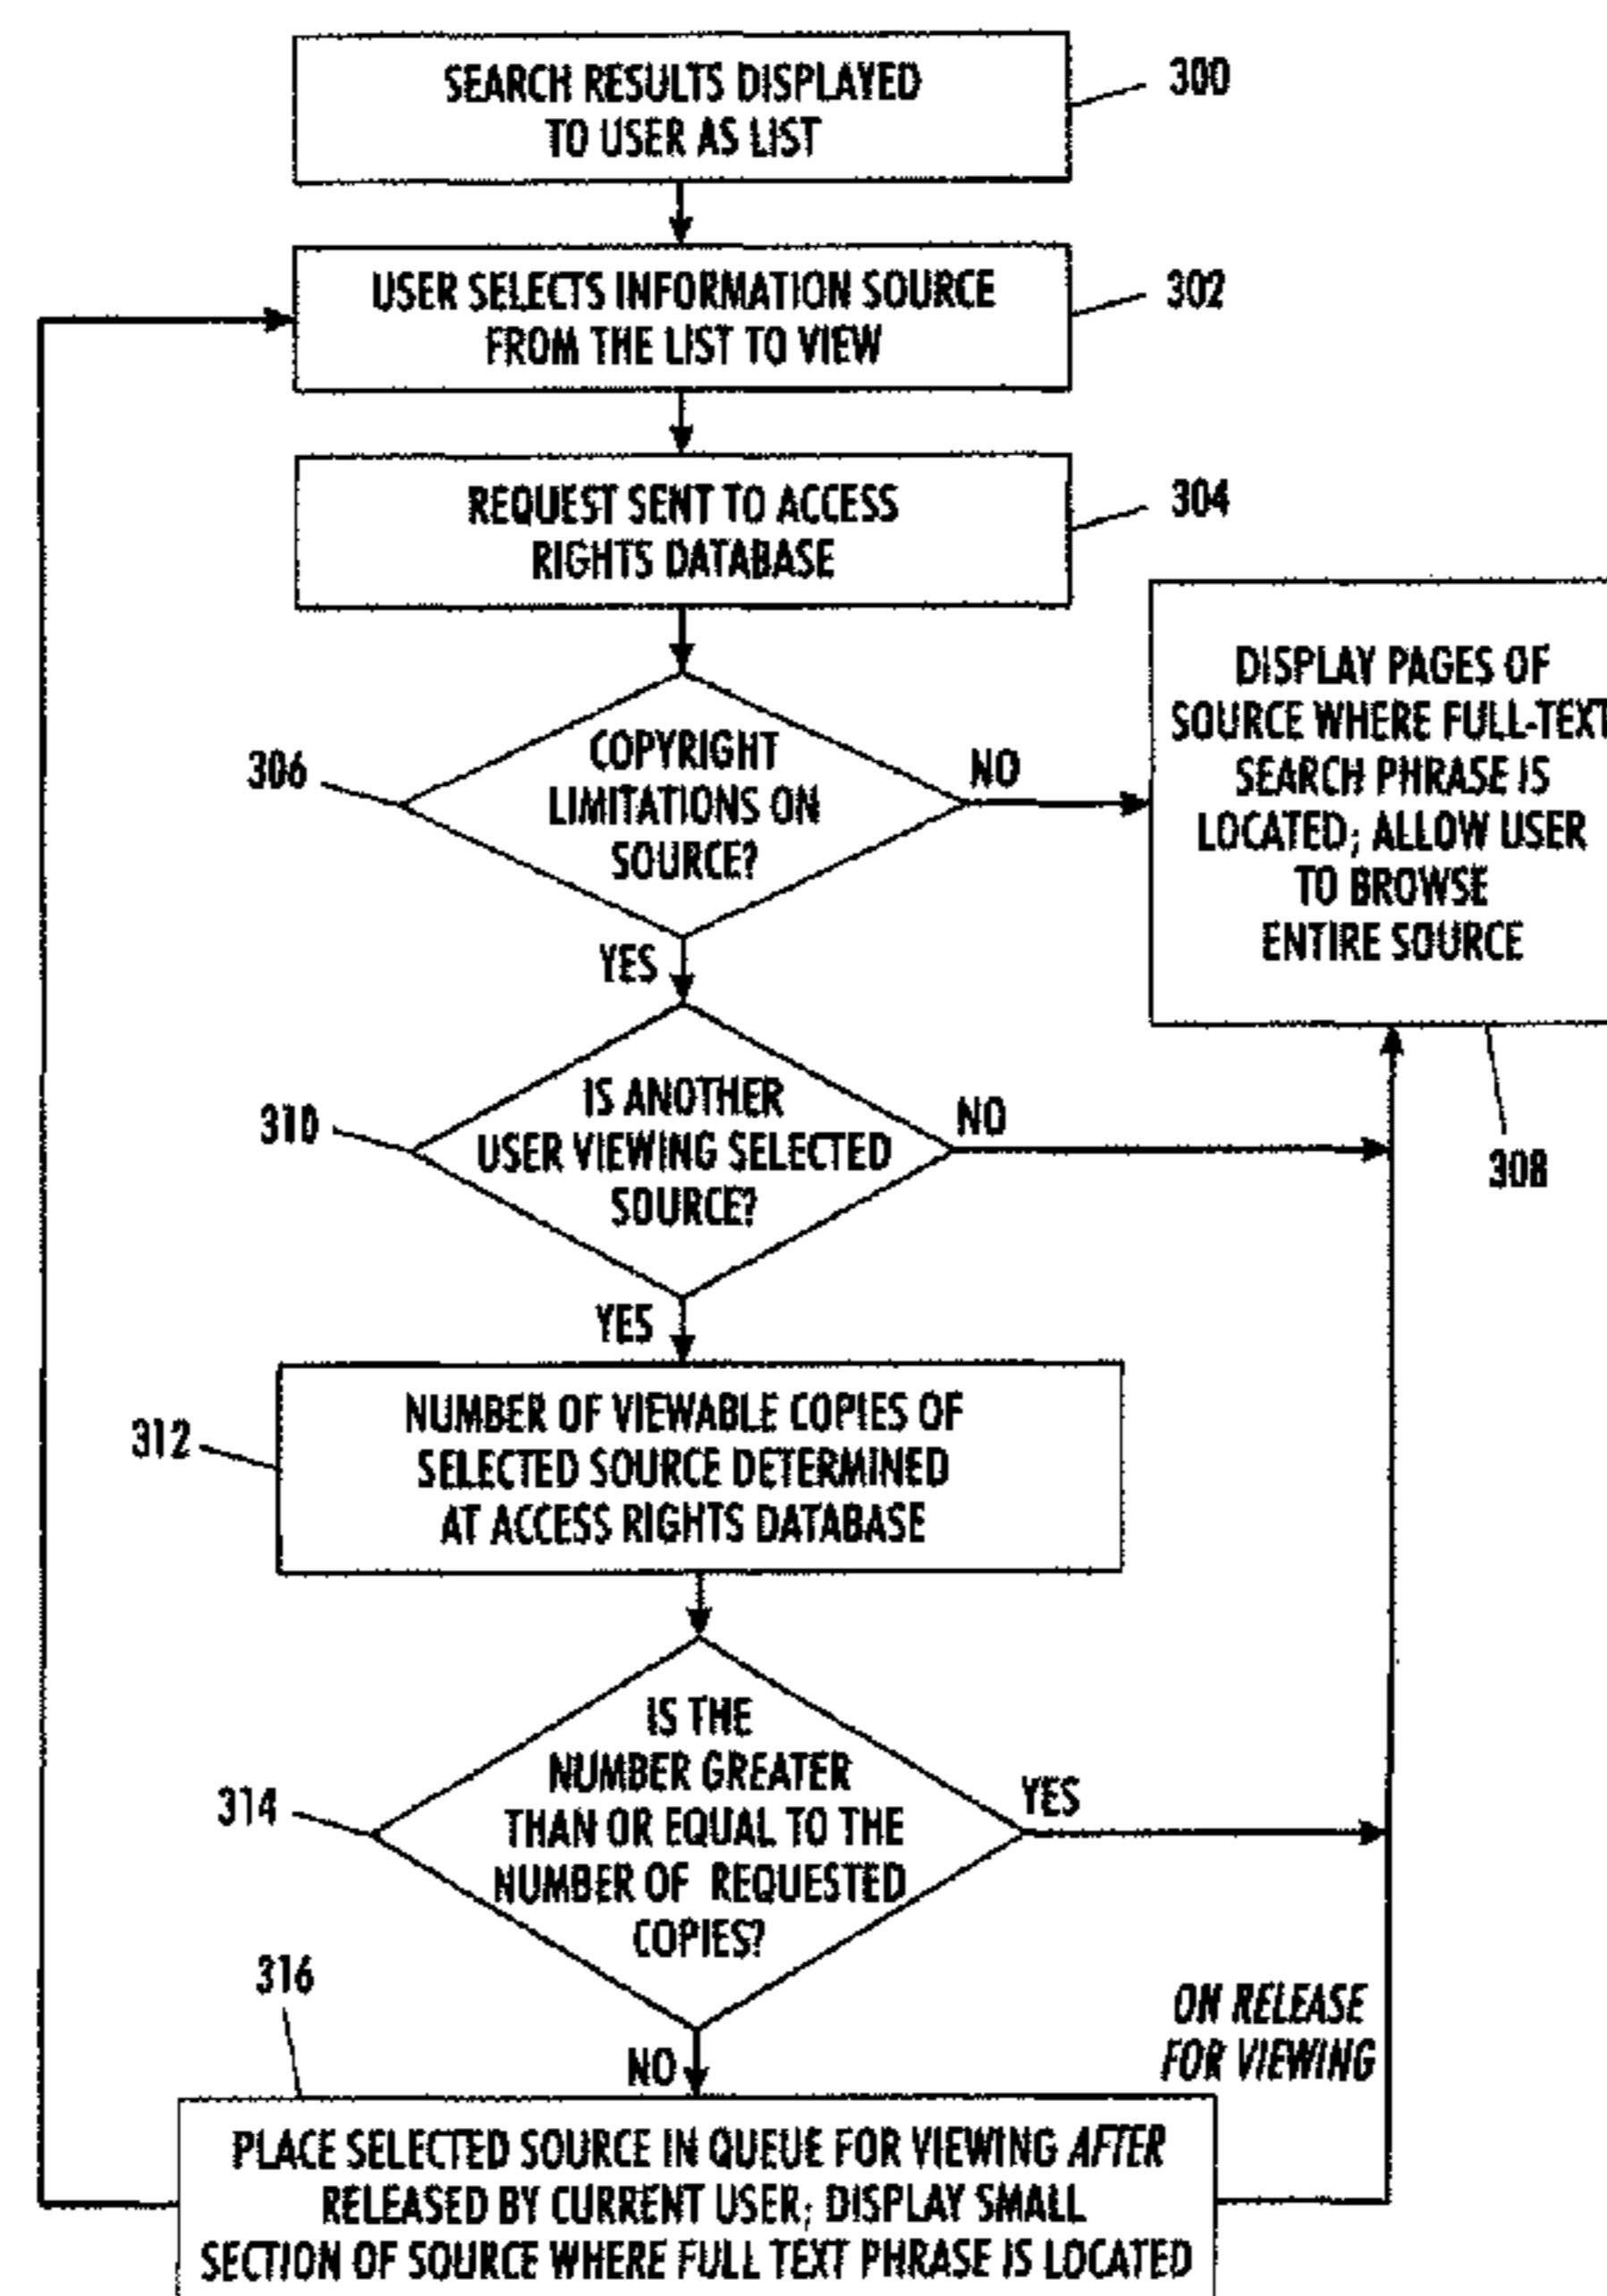 SEARCH RESULTS DISPLAYED
TO USER AS LIST
300
USER SELECTS INFORMATION SOURCE
FROM THE LIST TO VIEW
302
REQUEST SENT TO ACCESS
RIGHTS DATABASE
304
COPYRIGHT
LIMITATIONS ON
SOURCE?
306
NO
YES
DISPLAY PAGES OF
SOURCE WHERE FULL-TEXT
SEARCH PHRASE IS
LOCATED; ALLOW USER
TO BROWSE
ENTIRE SOURCE
308
IS ANOTHER
USER VIEWING SELECTED
SOURCE?
310
NO
YES
NUMBER OF VIEWABLE COPIES OF
SELECTED SOURCE DETERMINED
AT ACCESS RIGHTS DATABASE
312
IS THE
NUMBER GREATER
THAN OR EQUAL TO THE
NUMBER OF REQUESTED
COPIES?
314
YES
NO
316
ON RELEASE
FOR VIEWING
PLACE SELECTED SOURCE IN QUEUE FOR VIEWING AFTER
RELEASED BY CURRENT USER; DISPLAY SMALL
SECTION OF SOURCE WHERE FULL TEXT PHRASE IS LOCATED